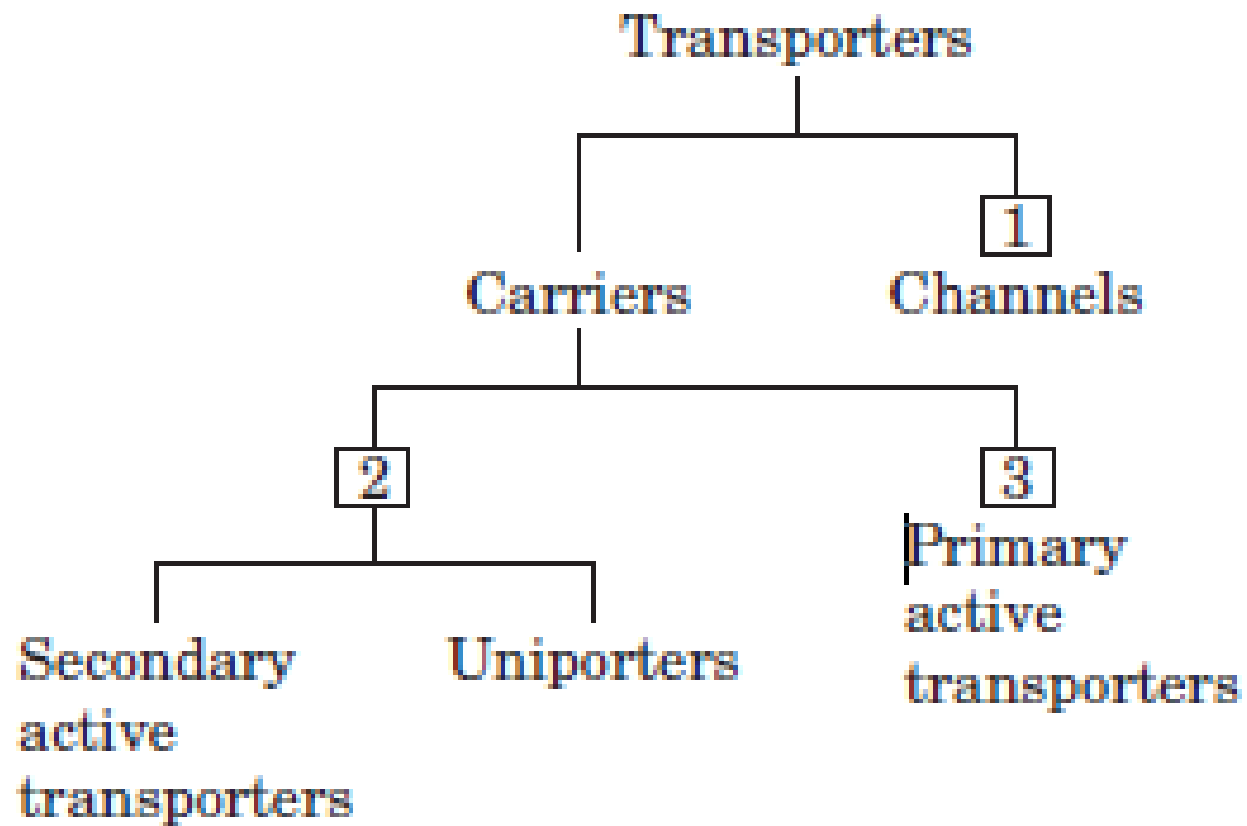 Transporters
1
Carriers
Channels
2
3
Primary
active
transporters
Secondary
active
transporters
Uniporters